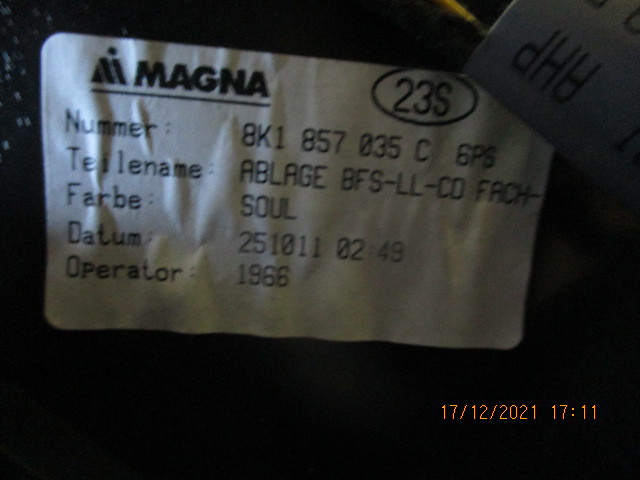 MAGNA
23S
Nummer: 8K1 857 035 C 6PS
Teilename: ABLAGE BFS-LL-CD FACH-
Farbe: SOUL
Datum: 251011 02:49
Operator: 1966
AHP
17/12/2021 17:11